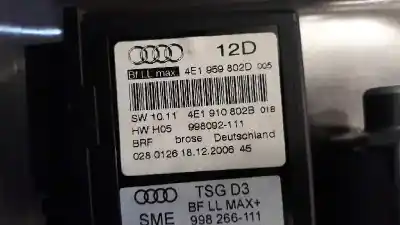 12D
Bf LL max. 4E1 959 802D 005
SW 10.11 4E1 910 802B 018
HW H05 998092-111
BRF brose Deutschland
028 0126 18.12.2006 45
TSG D3
BF LL MAX+
SME 998 266-111